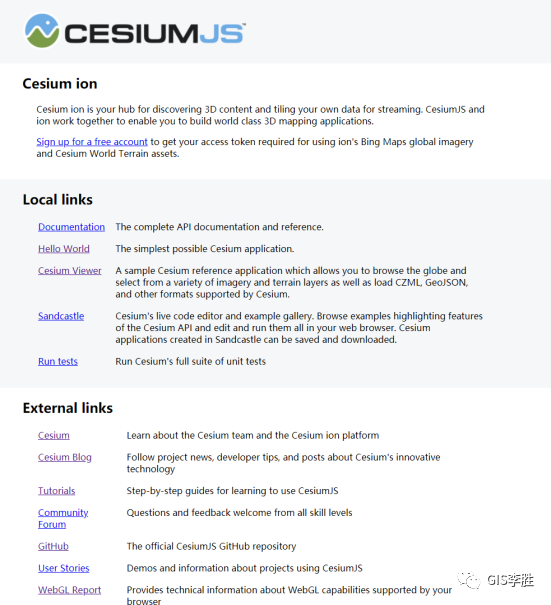 CESIUMJS™
Cesium ion
Cesium ion is your hub for discovering 3D content and tiling your own data for streaming. CesiumJS and
ion work together to enable you to build world class 3D mapping applications.
Sign up for a free account to get your access token required for using ion's Bing Maps global imagery
and Cesium World Terrain assets.
Local links
Documentation The complete API documentation and reference.
Hello World The simplest possible Cesium application.
Cesium Viewer A sample Cesium reference application which allows you to browse the globe and
select from a variety of imagery and terrain layers as well as load CZML, GeoJSON,
and other formats supported by Cesium.
Sandcastle Cesium's live code editor and example gallery. Browse examples highlighting features
of the Cesium API and edit and run them all in your web browser. Cesium
applications created in Sandcastle can be saved and downloaded.
Run tests Run Cesium's full suite of unit tests
External links
Cesium Learn about the Cesium team and the Cesium ion platform
Cesium Blog Follow project news, developer tips, and posts about Cesium's innovative
technology
Tutorials Step-by-step guides for learning to use CesiumJS
Community Questions and feedback welcome from all skill levels
Forum
GitHub The official CesiumJS GitHub repository
User Stories Demos and information about projects using CesiumJS
WebGL Report Provides technical information about WebGL capabilities supported by your
browser
GIS李胜